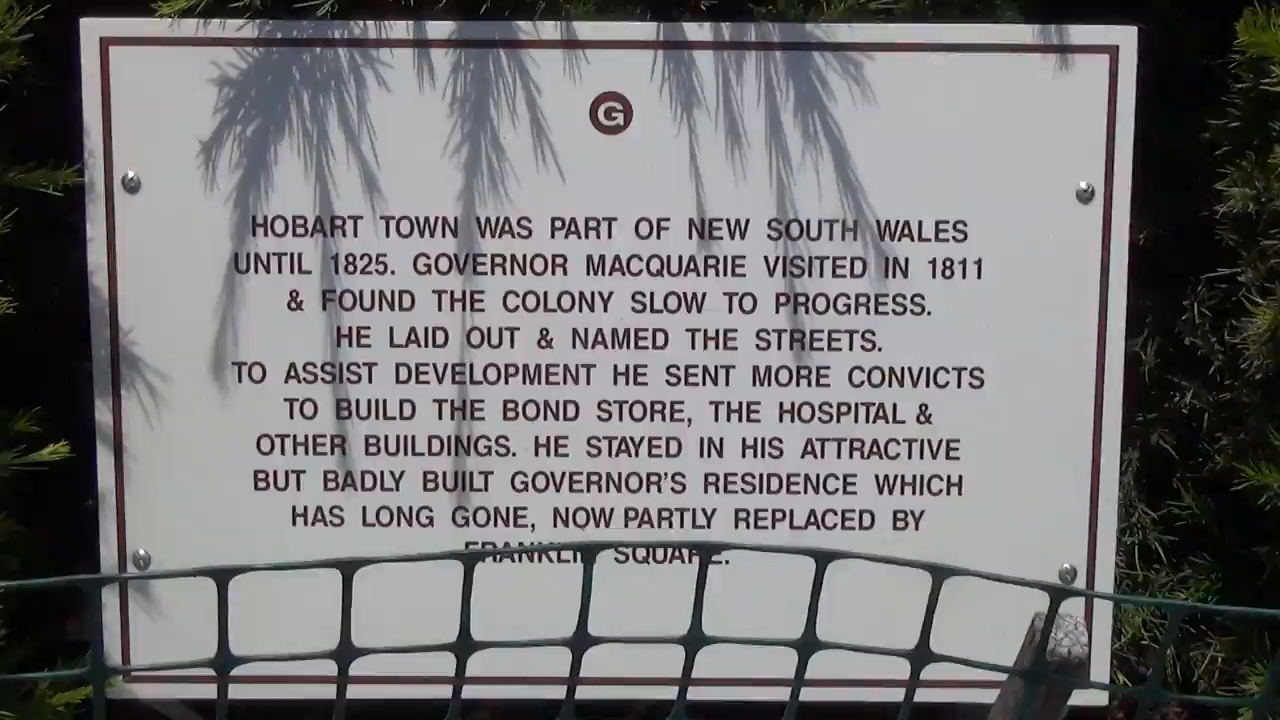 G
HOBART TOWN WAS PART OF NEW SOUTH WALES
UNTIL 1825. GOVERNOR MACQUARIE VISITED IN 1811
& FOUND THE COLONY SLOW TO PROGRESS.
HE LAID OUT & NAMED THE STREETS.
TO ASSIST DEVELOPMENT HE SENT MORE CONVICTS
TO BUILD THE BOND STORE, THE HOSPITAL &
OTHER BUILDINGS. HE STAYED IN HIS ATTRACTIVE
BUT BADLY BUILT GOVERNOR'S RESIDENCE WHICH
HAS LONG GONE, NOW PARTLY REPLACED BY
FRANKLIN SQUARE.